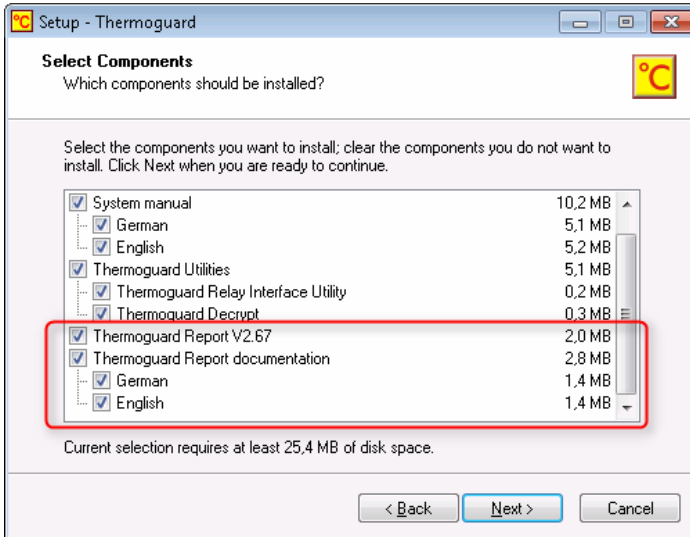 °C Setup - Thermoguard
Select Components
Which components should be installed?
°C
Select the components you want to install; clear the components you do not want to
install. Click Next when you are ready to continue.
System manual 10,2 MB
German 5,1 MB
English 5,2 MB
Thermoguard Utilities 5,1 MB
Thermoguard Relay Interface Utility 0,2 MB
Thermoguard Decrypt 0,3 MB
Thermoguard Report V2.67 2,0 MB
Thermoguard Report documentation 2,8 MB
German 1,4 MB
English 1,4 MB
Current selection requires at least 25,4 MB of disk space.
< Back Next > Cancel